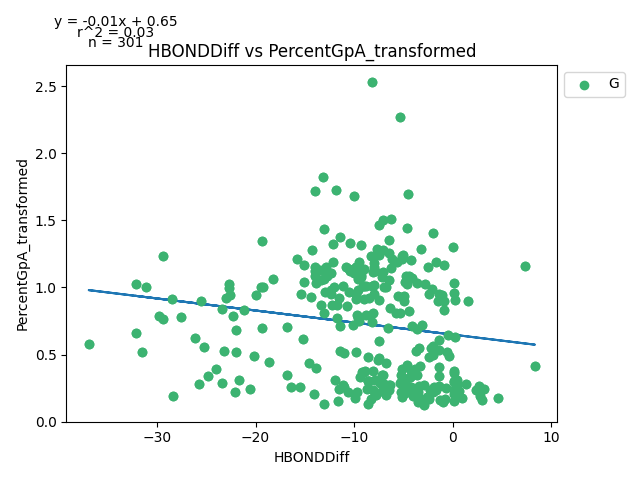 y = -0.01x + 0.65
r^2 = 0.03
n = 301
HBONDDiff vs PercentGpA_transformed
G
PercentGpA_transformed
2.5
2.0
1.5
1.0
0.5
0.0
−30
−20
−10
0
10
HBONDDiff